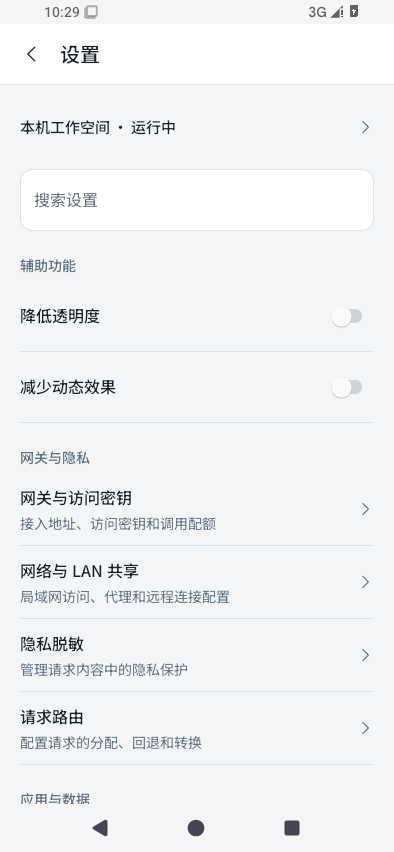 10:29
3G
设置
本机工作空间 · 运行中
搜索设置
辅助功能
降低透明度
减少动态效果
网关与隐私
网关与访问密钥
接入地址、访问密钥和调用配额
网络与 LAN 共享
局域网访问、代理和远程连接配置
隐私脱敏
管理请求内容中的隐私保护
请求路由
配置请求的分配、回退和转换
应用与数据